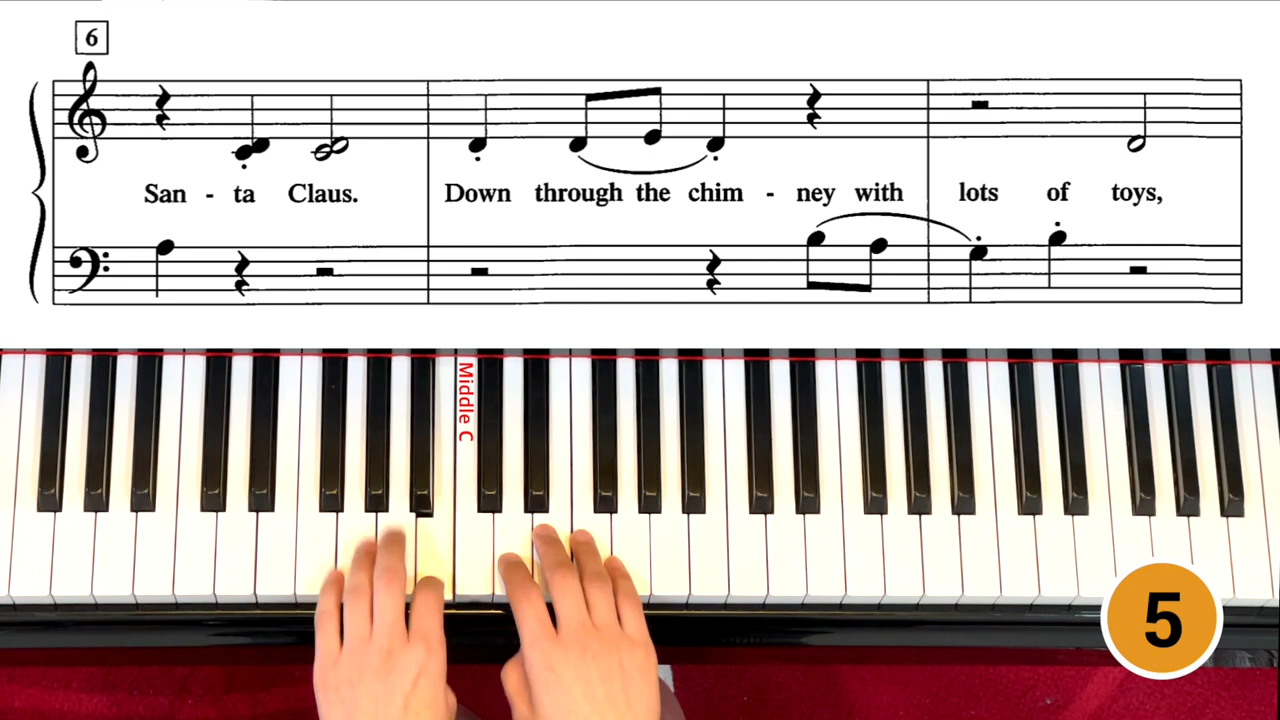 6
San - ta Claus. Down through the chim - ney with lots of toys,
Middle C
5